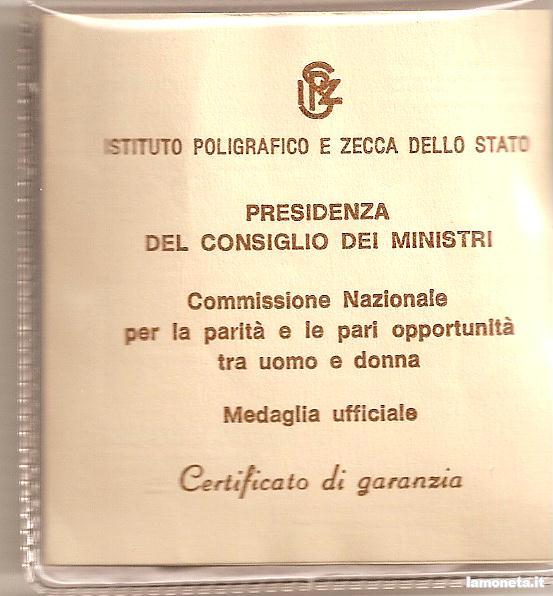 ISTITUTO POLIGRAFICO E ZECCA DELLO STATO
PRESIDENZA
DEL CONSIGLIO DEI MINISTRI
Commissione Nazionale
per la parità e le pari opportunità
tra uomo e donna
Medaglia ufficiale
Certificato di garanzia
lamoneta.it